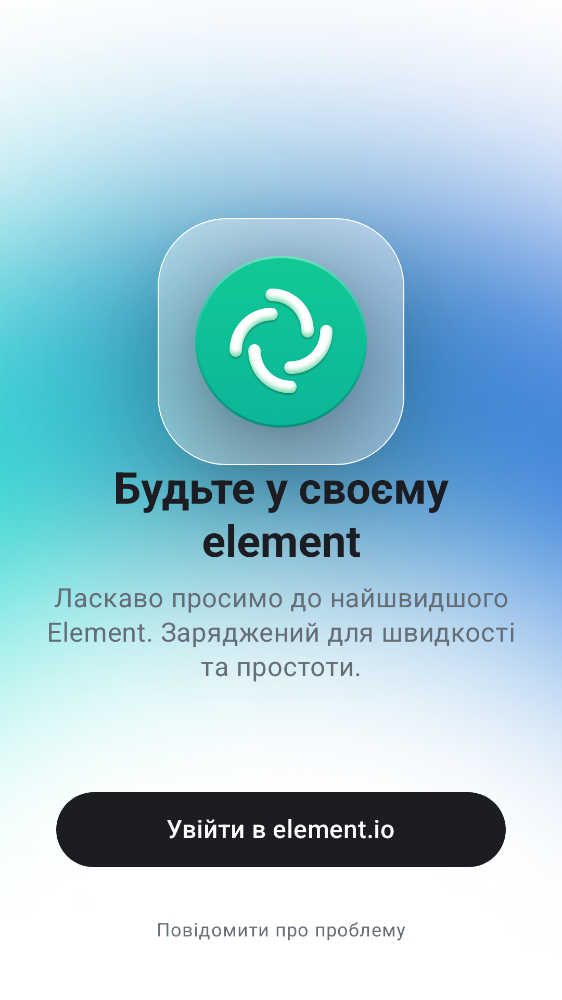 Будьте у своєму
element
Ласкаво просимо до найшвидшого
Element. Заряджений для швидкості
та простоти.
Увійти в element.io
Повідомити про проблему